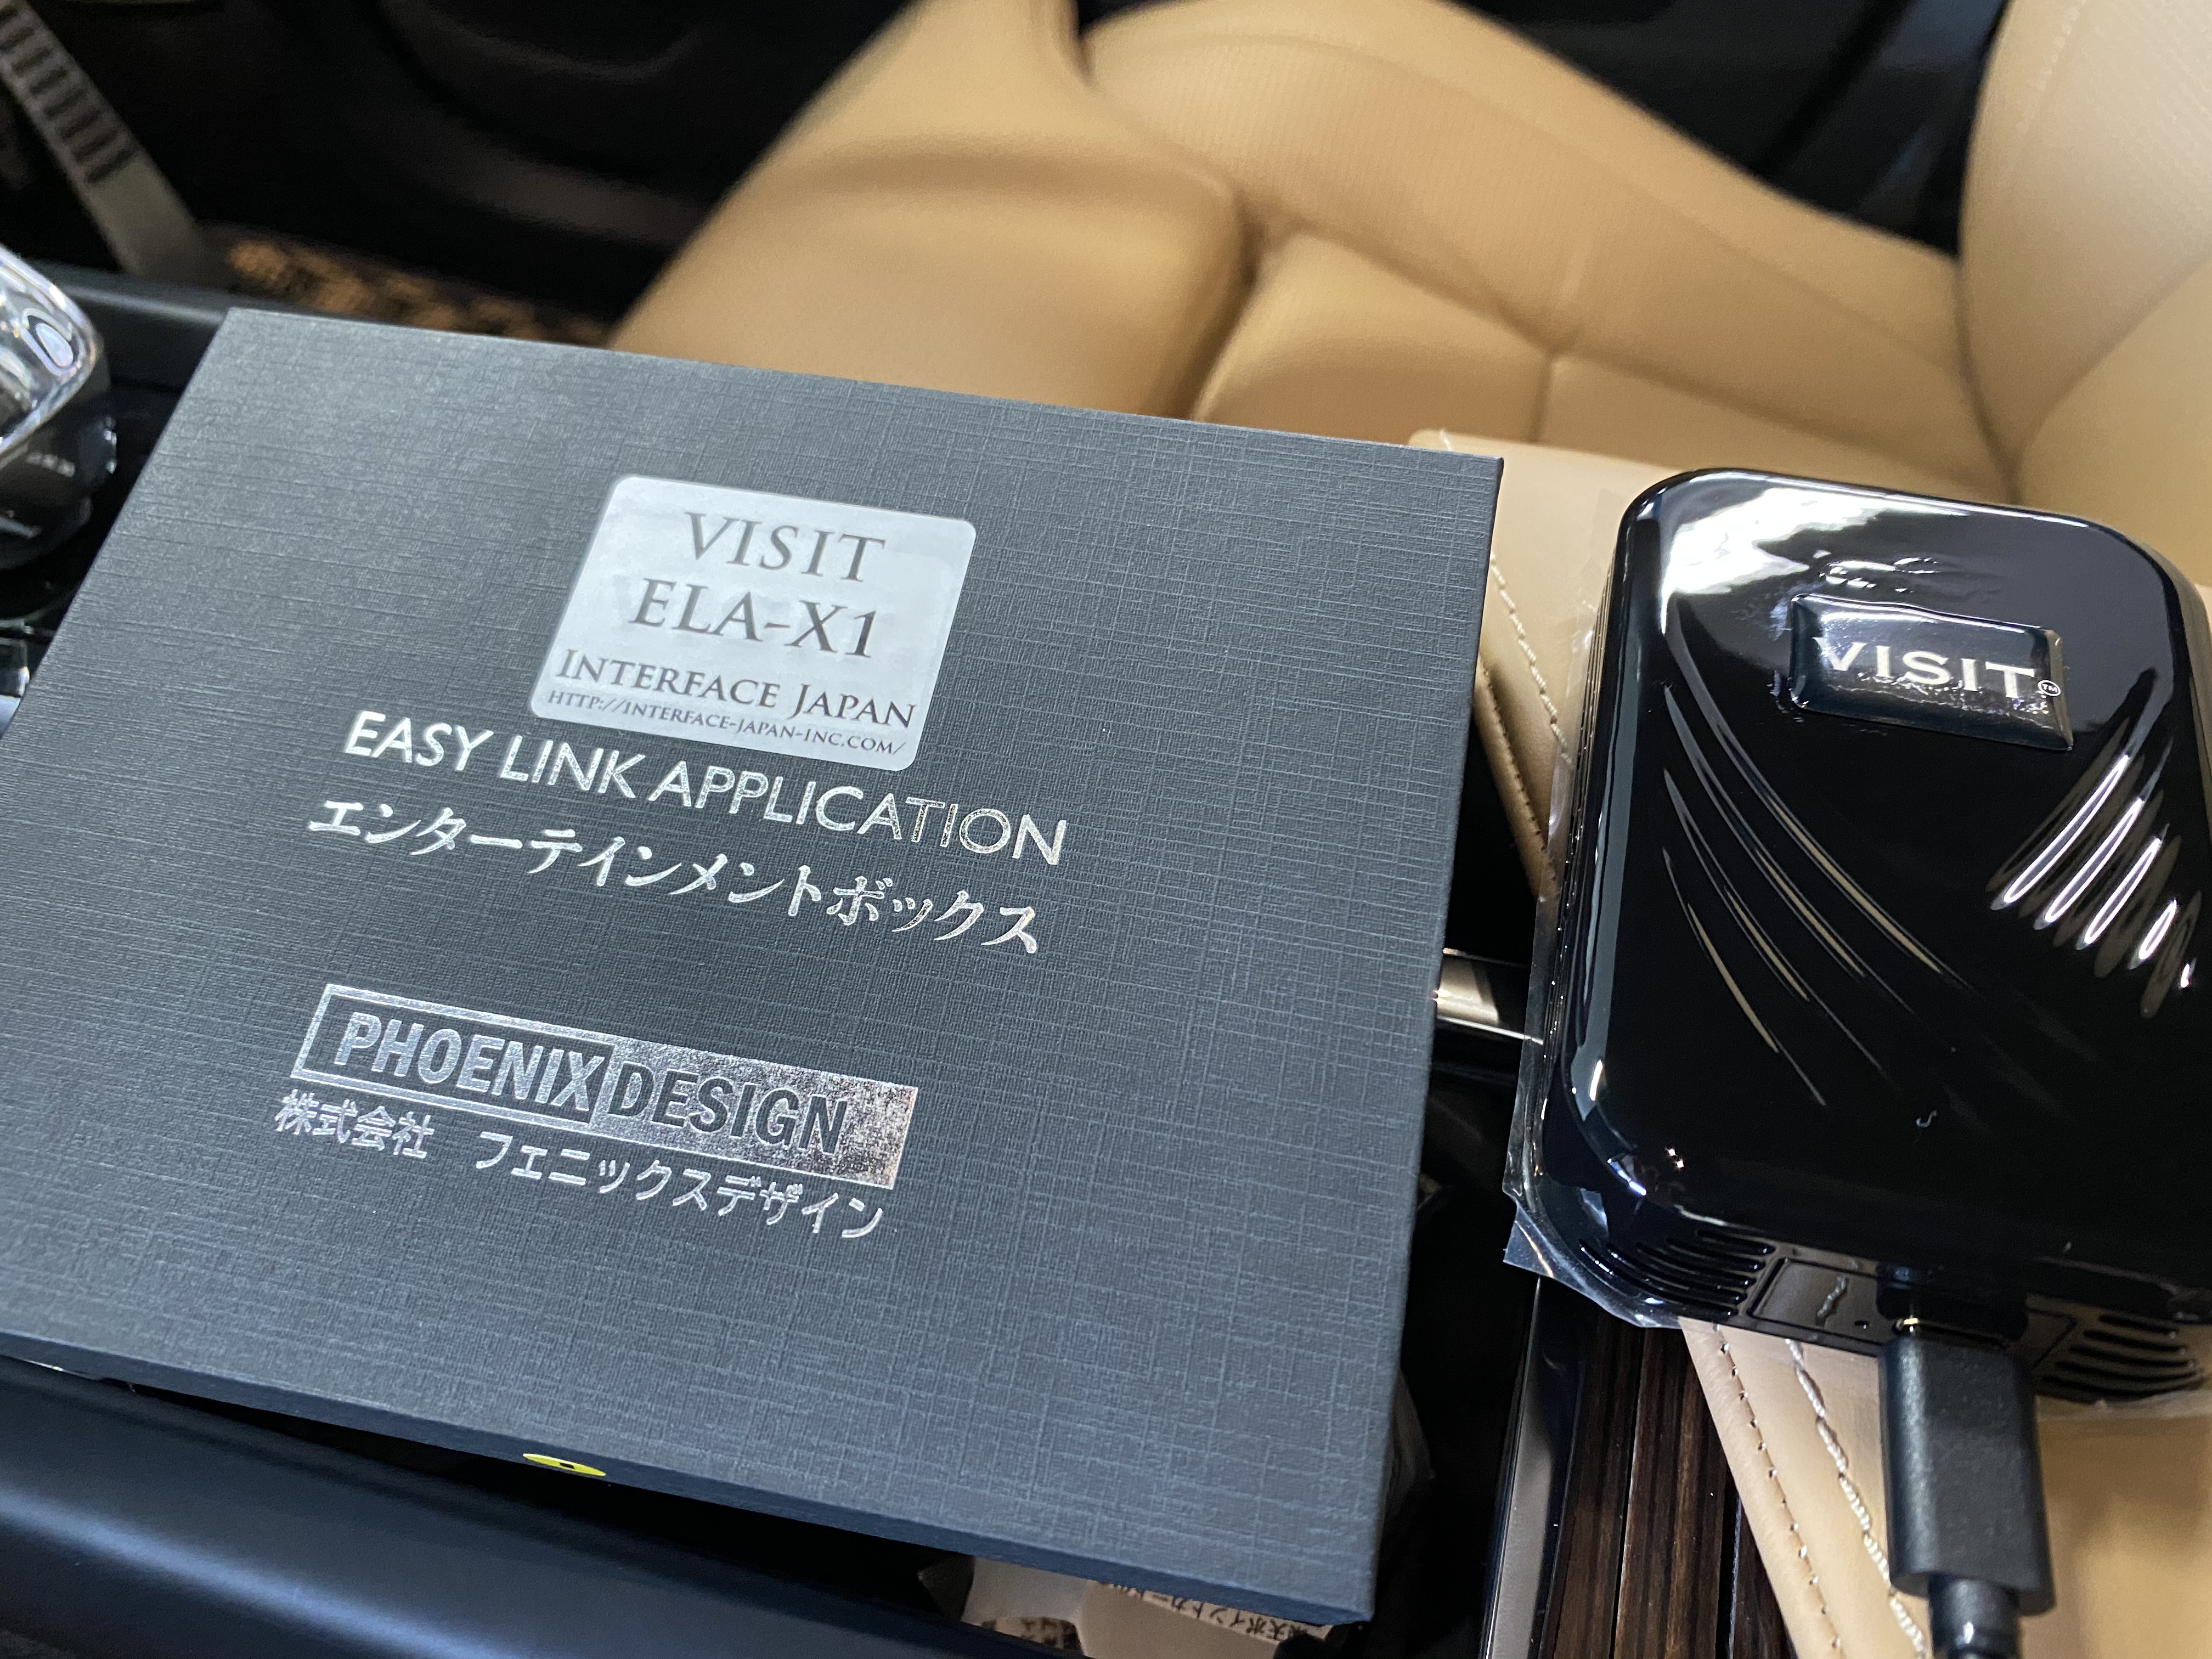 VISIT
ELA-X1
INTERFACE JAPAN
HTTP://INTERFACE-JAPAN-INC.COM/
EASY LINK APPLICATION
エンターテインメントボックス
PHOENIX DESIGN
株式会社 フェニックスデザイン
VISIT™